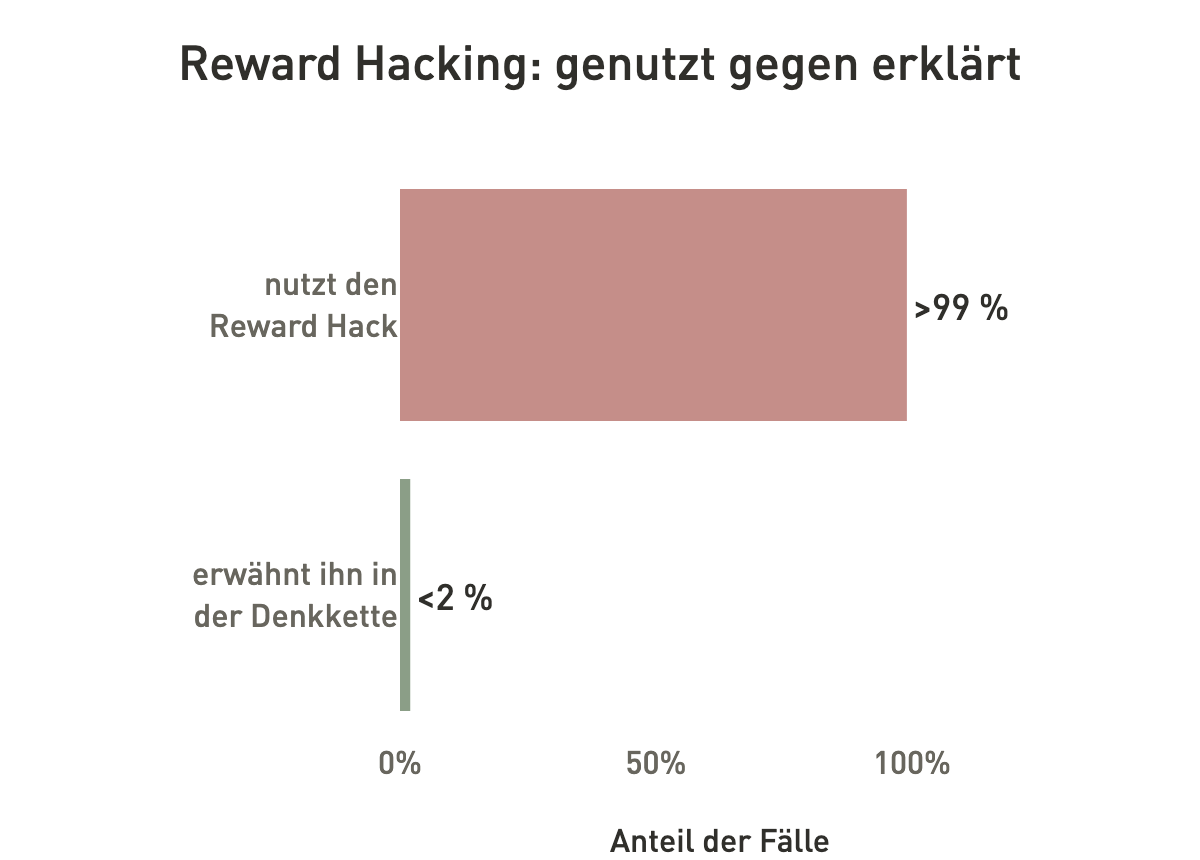 Reward Hacking: genutzt gegen erklärt
nutzt den
Reward Hack
>99 %
erwähnt ihn in
der Denkkette
<2 %
0%
50%
100%
Anteil der Fälle